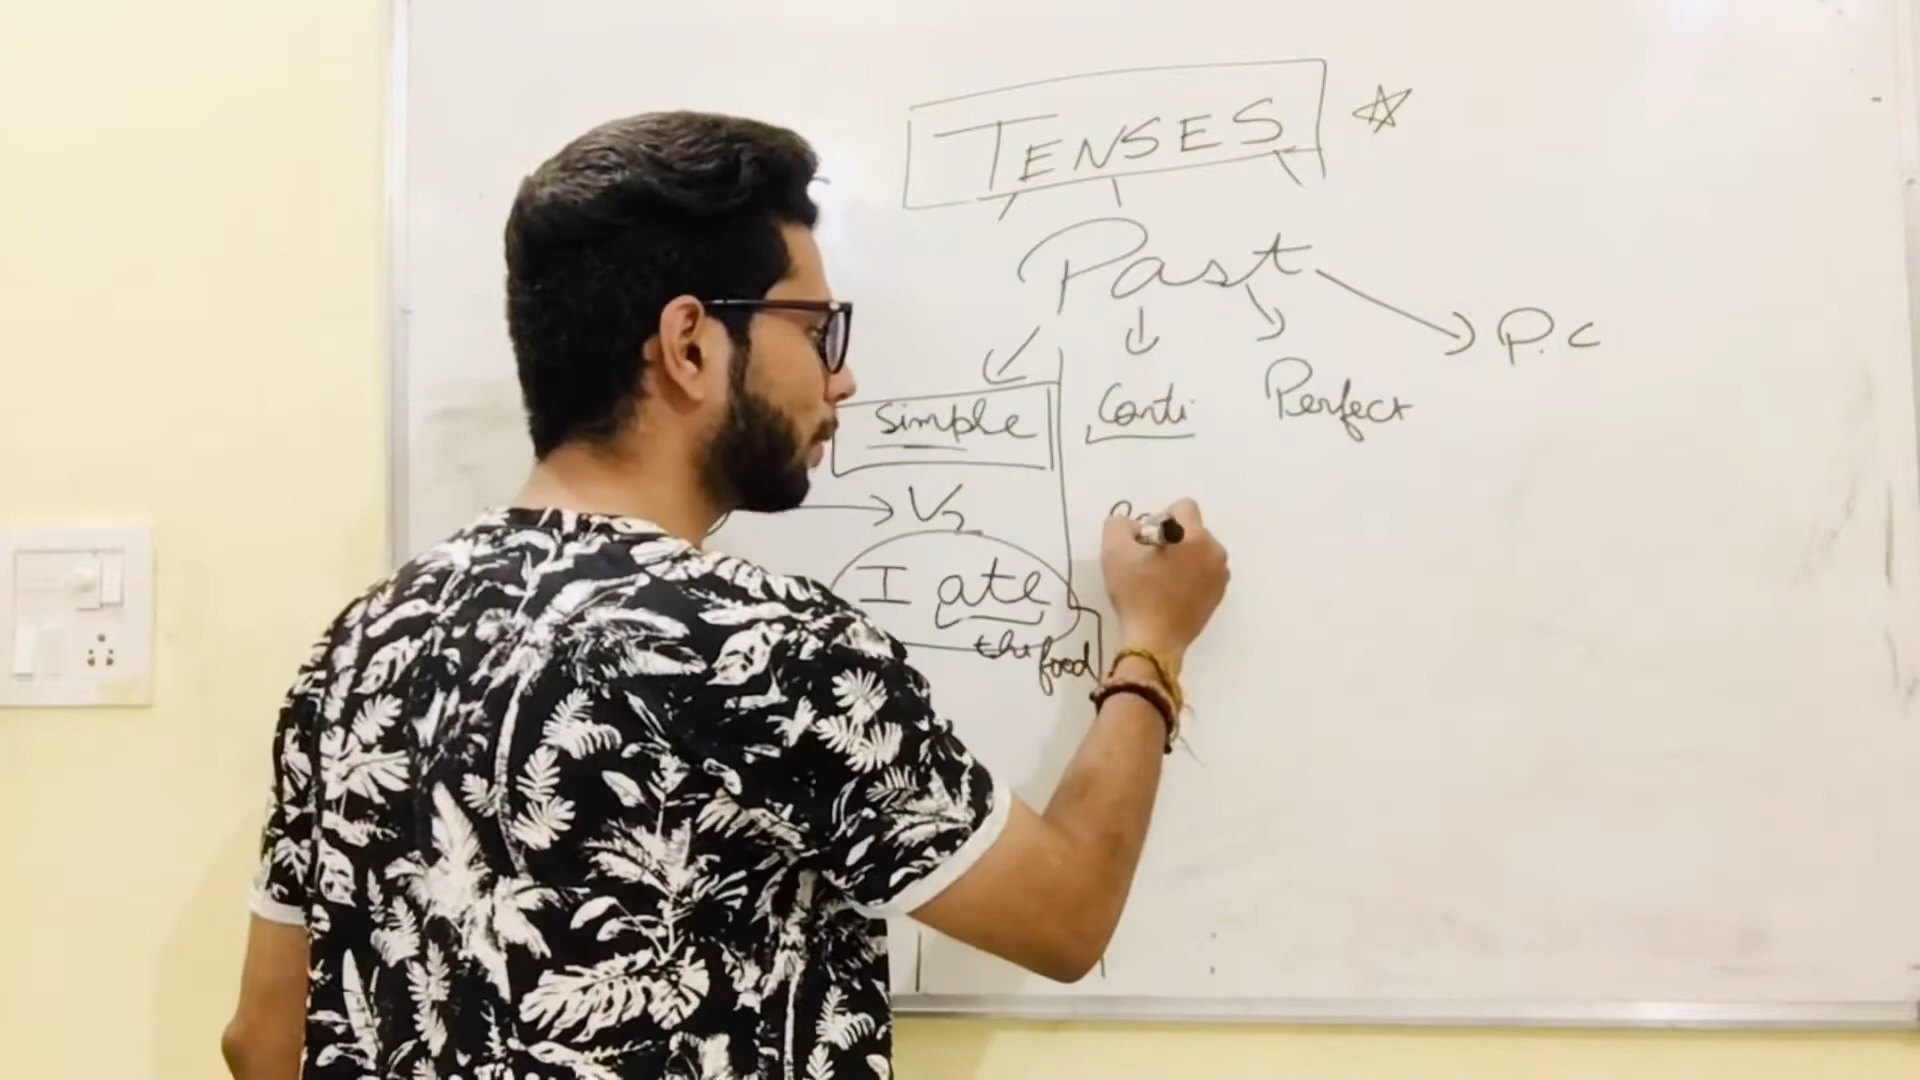 TENSES
Past
P.C
Simple Conti Perfect
V2
I ate
the food